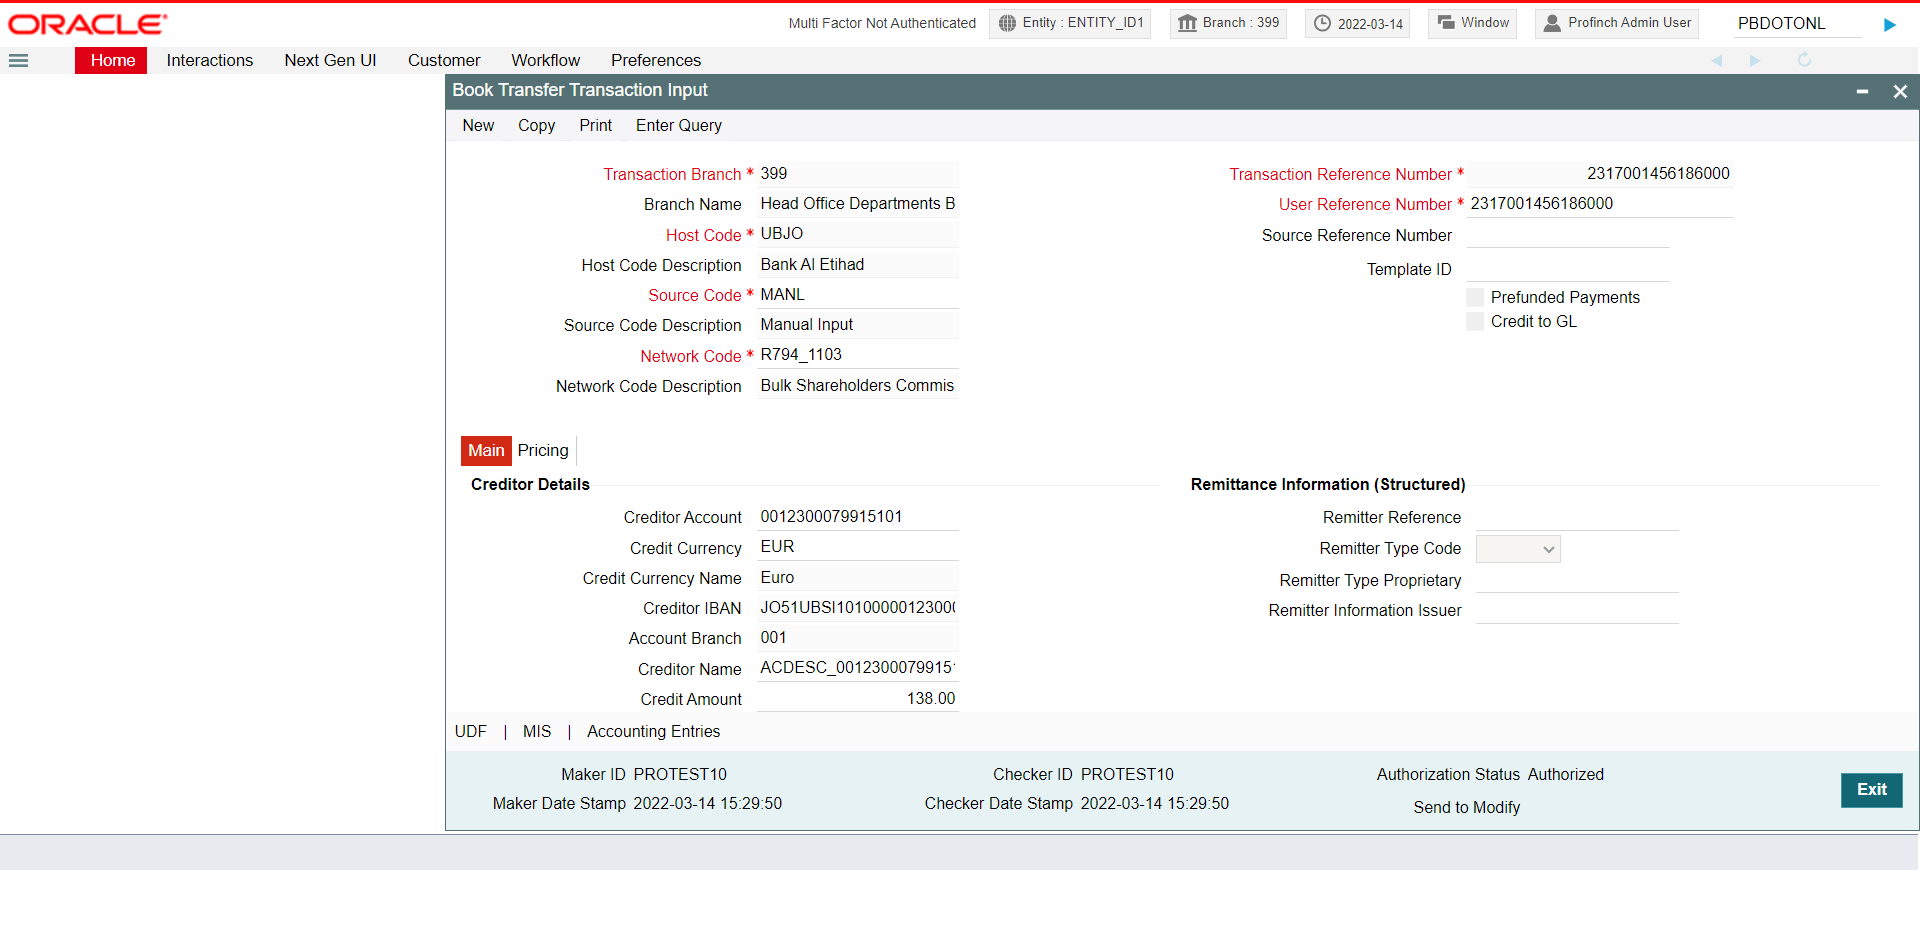 ORACLE
Multi Factor Not Authenticated
Entity : ENTITY_ID1
Branch : 399
2022-03-14
Window
Profinch Admin User
PBDOTONL
Home Interactions Next Gen UI Customer Workflow Preferences
Book Transfer Transaction Input
New Copy Print Enter Query
Transaction Branch * 399
Branch Name Head Office Departments B
Host Code * UBJO
Host Code Description Bank Al Etihad
Source Code * MANL
Source Code Description Manual Input
Network Code * R794_1103
Network Code Description Bulk Shareholders Commis
Transaction Reference Number * 2317001456186000
User Reference Number * 2317001456186000
Source Reference Number
Template ID
Prefunded Payments
Credit to GL
Main Pricing
Creditor Details
Creditor Account 0012300079915101
Credit Currency EUR
Credit Currency Name Euro
Creditor IBAN JO51UBSI1010000012300
Account Branch 001
Creditor Name ACDESC_0012300079915
Credit Amount 138.00
Remittance Information (Structured)
Remitter Reference
Remitter Type Code
Remitter Type Proprietary
Remitter Information Issuer
UDF | MIS | Accounting Entries
Maker ID PROTEST10
Maker Date Stamp 2022-03-14 15:29:50
Checker ID PROTEST10
Checker Date Stamp 2022-03-14 15:29:50
Authorization Status Authorized
Send to Modify
Exit